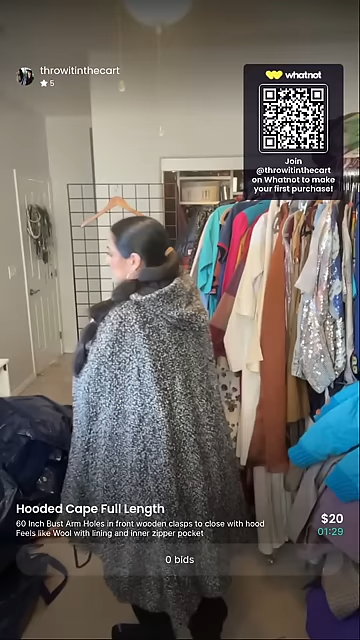 throwitinthecart
5
whatnot
Join
@throwitinthecart
on Whatnot to make
your first purchase!
Hooded Cape Full Length
60 Inch Bust Arm Holes in front wooden clasps to close with hood
Feels like Wool with lining and inner zipper pocket
$20
01:29
0 bids